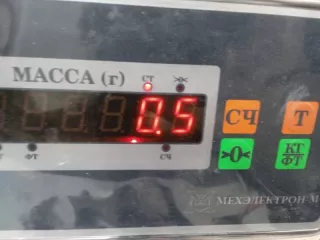 МАССА (г) СТ
0.5
СЧ Т
ФТ СЧ >0< КГ
ФТ
МЕХЭЛЕКТРОН-М